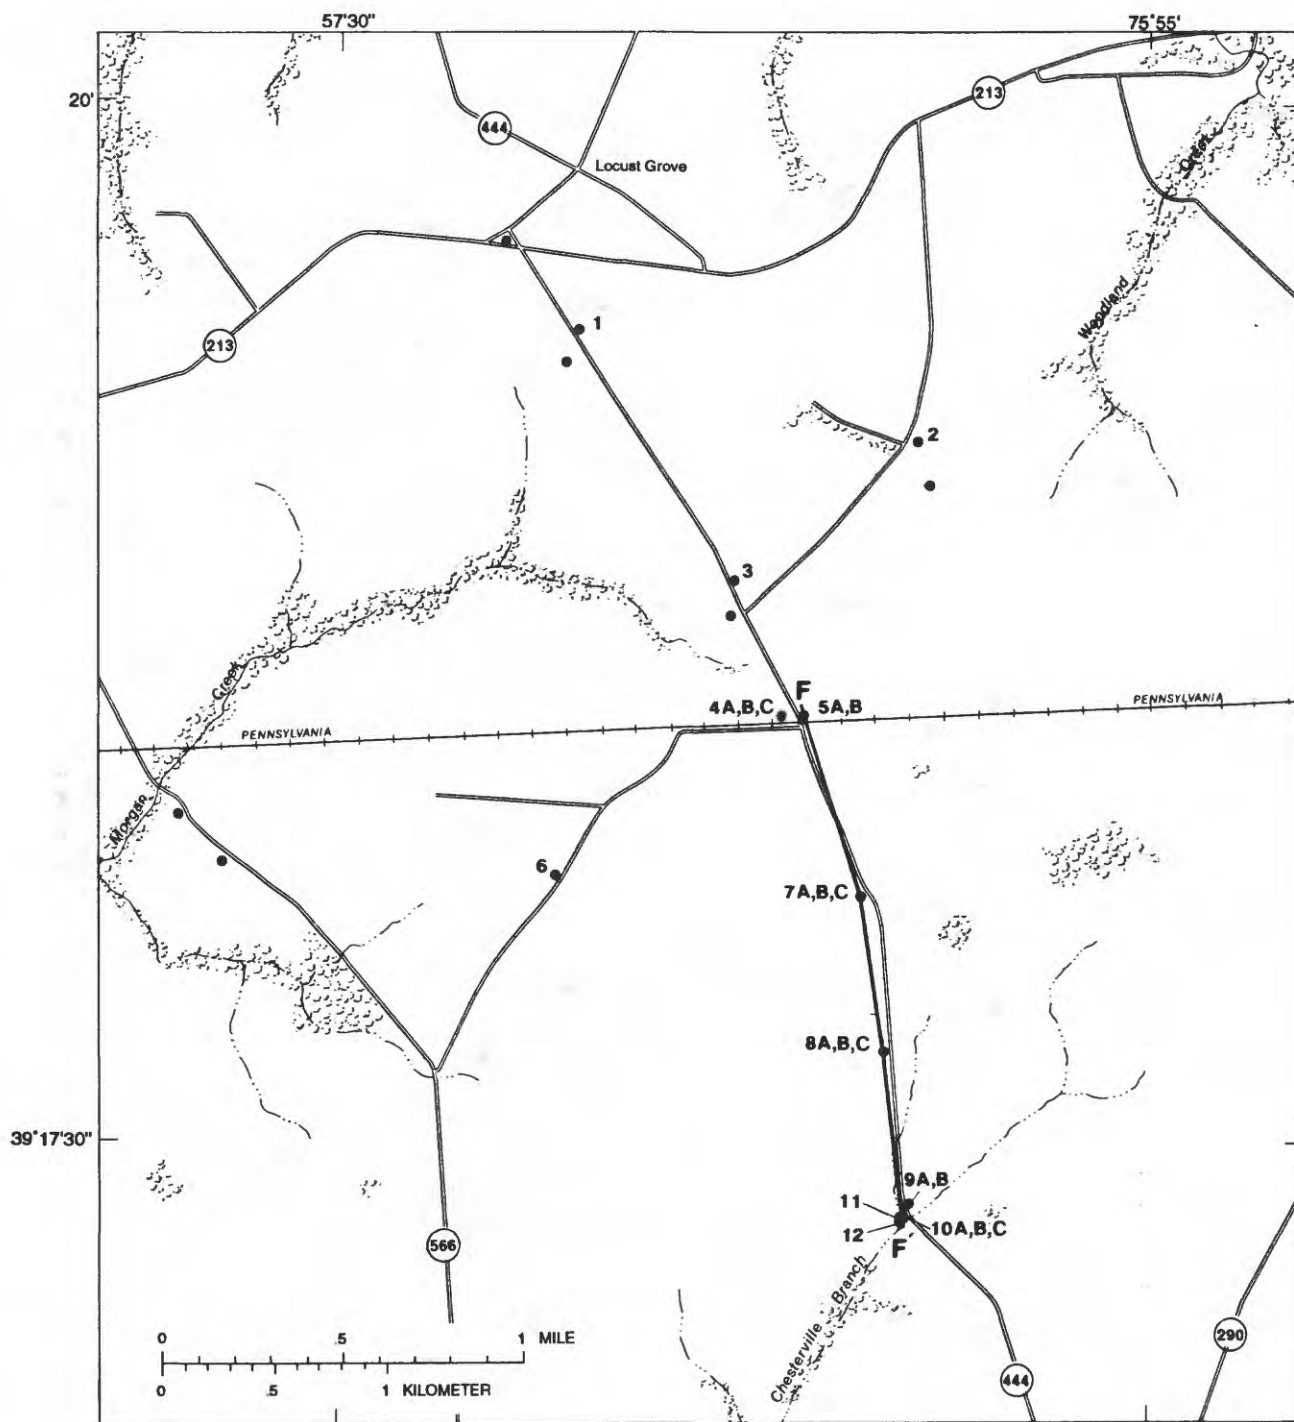 57'30" 75°55'
20'
213
444
Locust Grove
Creek
Woodland
1
213
2
3
Creek
F
4A,B,C 5A,B
PENNSYLVANIA
PENNSYLVANIA
Morgan
6
7A,B,C
8A,B,C
39°17'30"
9A,B
11
12
10A,B,C
F
566
Chesterville Branch
0 .5 1 MILE
0 .5 1 KILOMETER
290
444